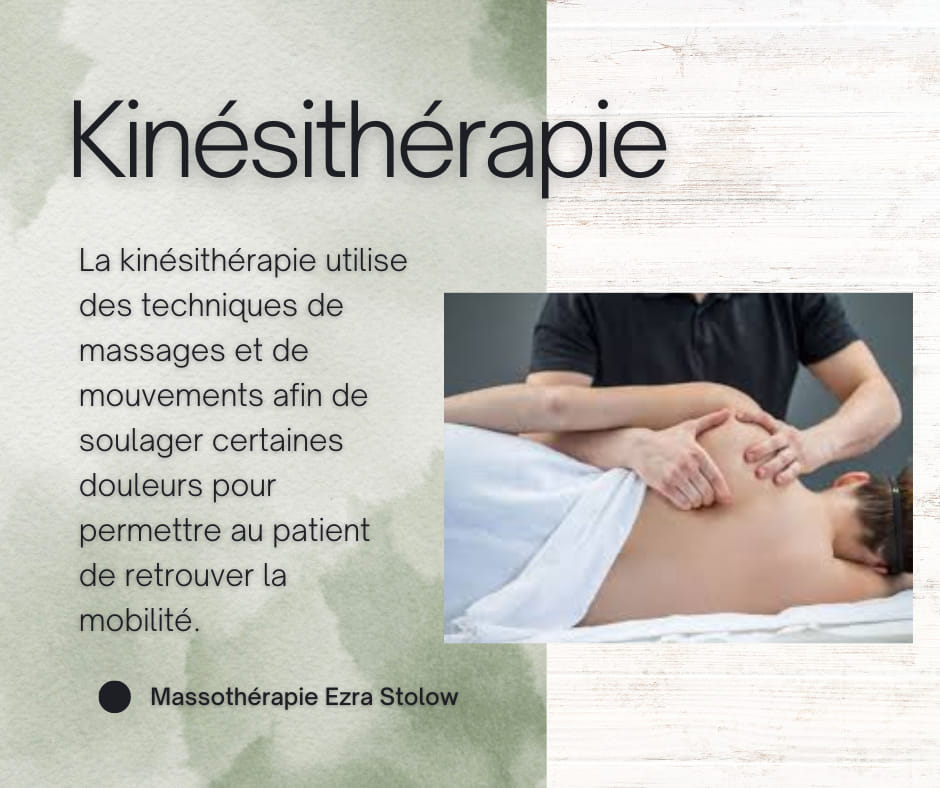 Kinésithérapie
La kinésithérapie utilise
des techniques de
massages et de
mouvements afin de
soulager certaines
douleurs pour
permettre au patient
de retrouver la
mobilité.
Massothérapie Ezra Stolow